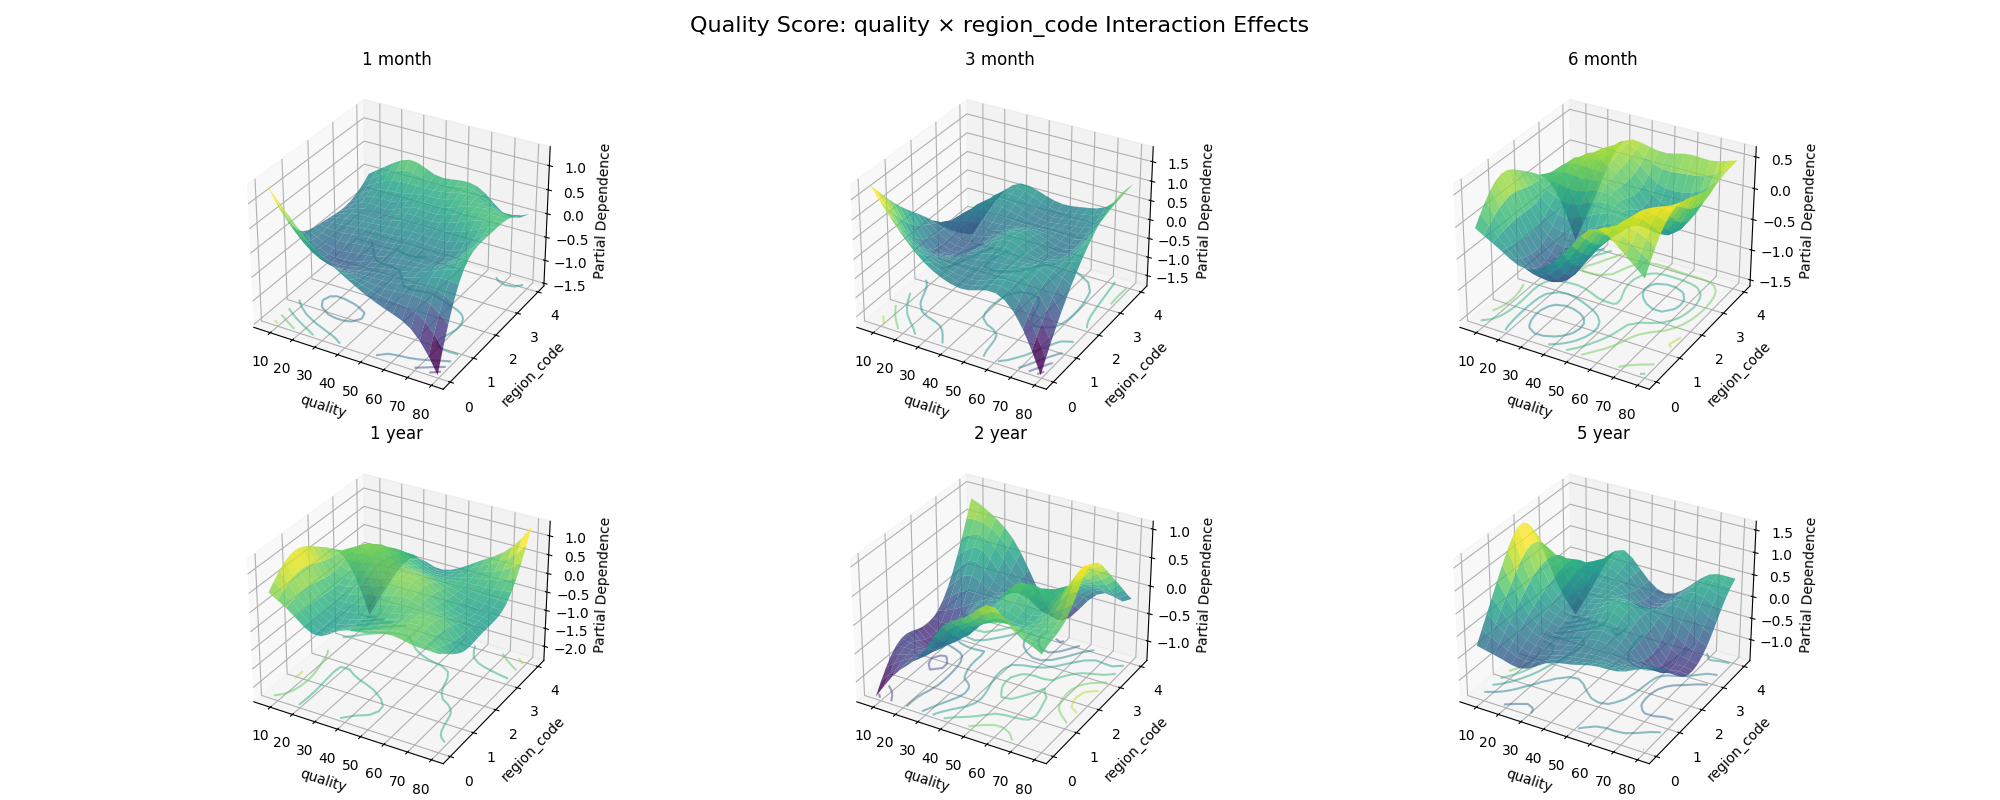 Quality Score: quality × region_code Interaction Effects
1 month
1.0
0.5
0.0
−0.5
−1.0
−1.5
Partial Dependence
10 20 30 40 50 60 70 80
quality
0 1 2 3 4
region_code
3 month
1.5
1.0
0.5
0.0
−0.5
−1.0
−1.5
Partial Dependence
10 20 30 40 50 60 70 80
quality
0 1 2 3 4
region_code
6 month
0.5
0.0
−0.5
−1.0
−1.5
Partial Dependence
10 20 30 40 50 60 70 80
quality
0 1 2 3 4
region_code
1 year
1.0
0.5
0.0
−0.5
−1.0
−1.5
−2.0
Partial Dependence
10 20 30 40 50 60 70 80
quality
0 1 2 3 4
region_code
2 year
1.0
0.5
0.0
−0.5
−1.0
Partial Dependence
10 20 30 40 50 60 70 80
quality
0 1 2 3 4
region_code
5 year
1.5
1.0
0.5
0.0
−0.5
−1.0
Partial Dependence
10 20 30 40 50 60 70 80
quality
0 1 2 3 4
region_code